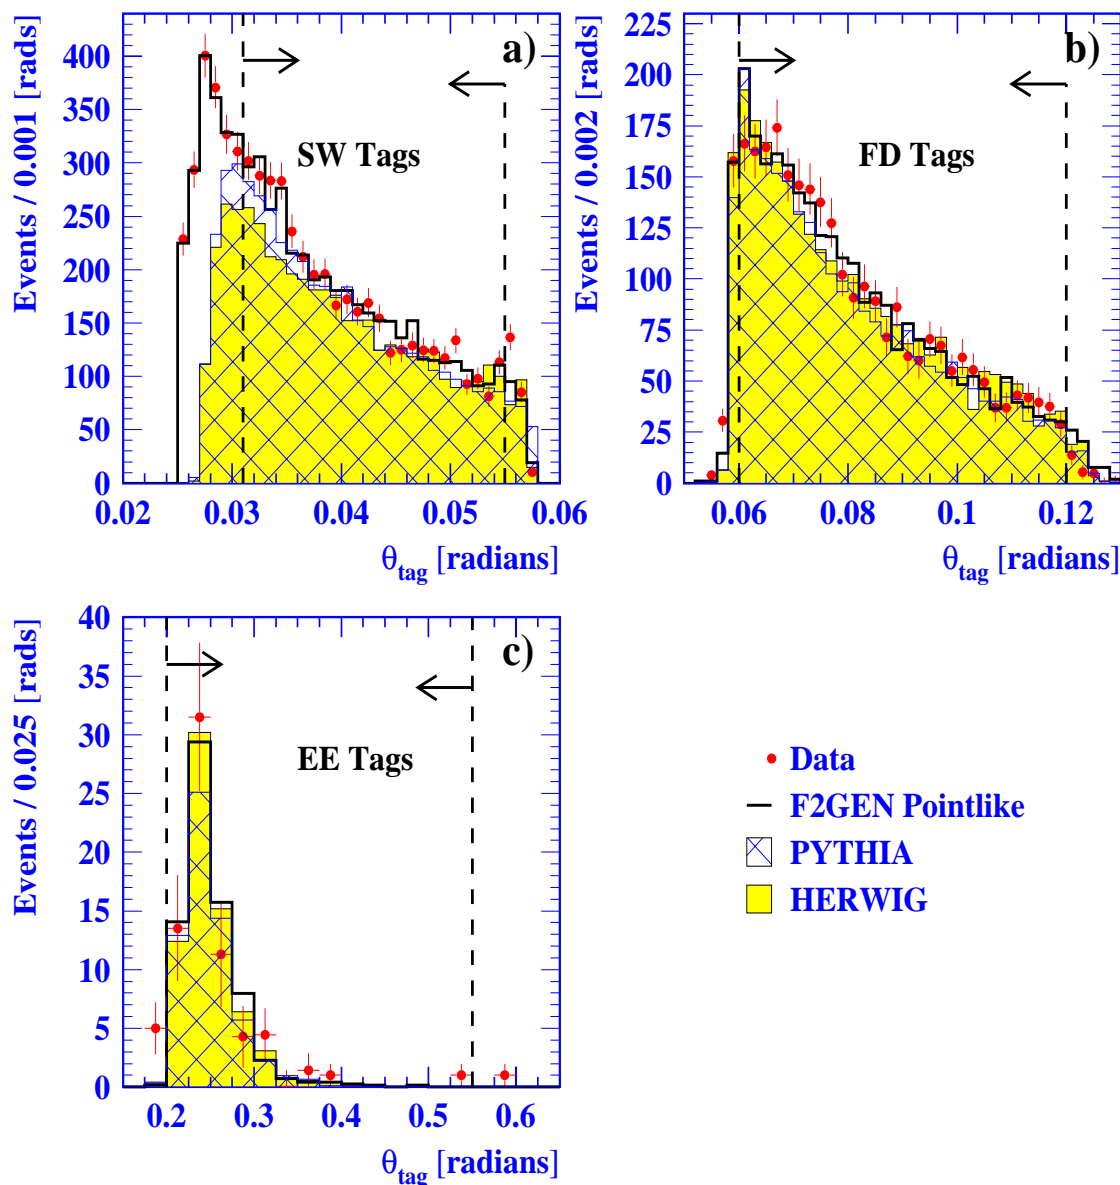 a)
SW Tags
Events / 0.001 [rads]
400
350
300
250
200
150
100
50
0
0.02 0.03 0.04 0.05 0.06
θtag [radians]
b)
FD Tags
Events / 0.002 [rads]
225
200
175
150
125
100
75
50
25
0
0.06 0.08 0.1 0.12
θtag [radians]
c)
EE Tags
Events / 0.025 [rads]
40
35
30
25
20
15
10
5
0
0.2 0.3 0.4 0.5 0.6
θtag [radians]
Data
F2GEN Pointlike
PYTHIA
HERWIG